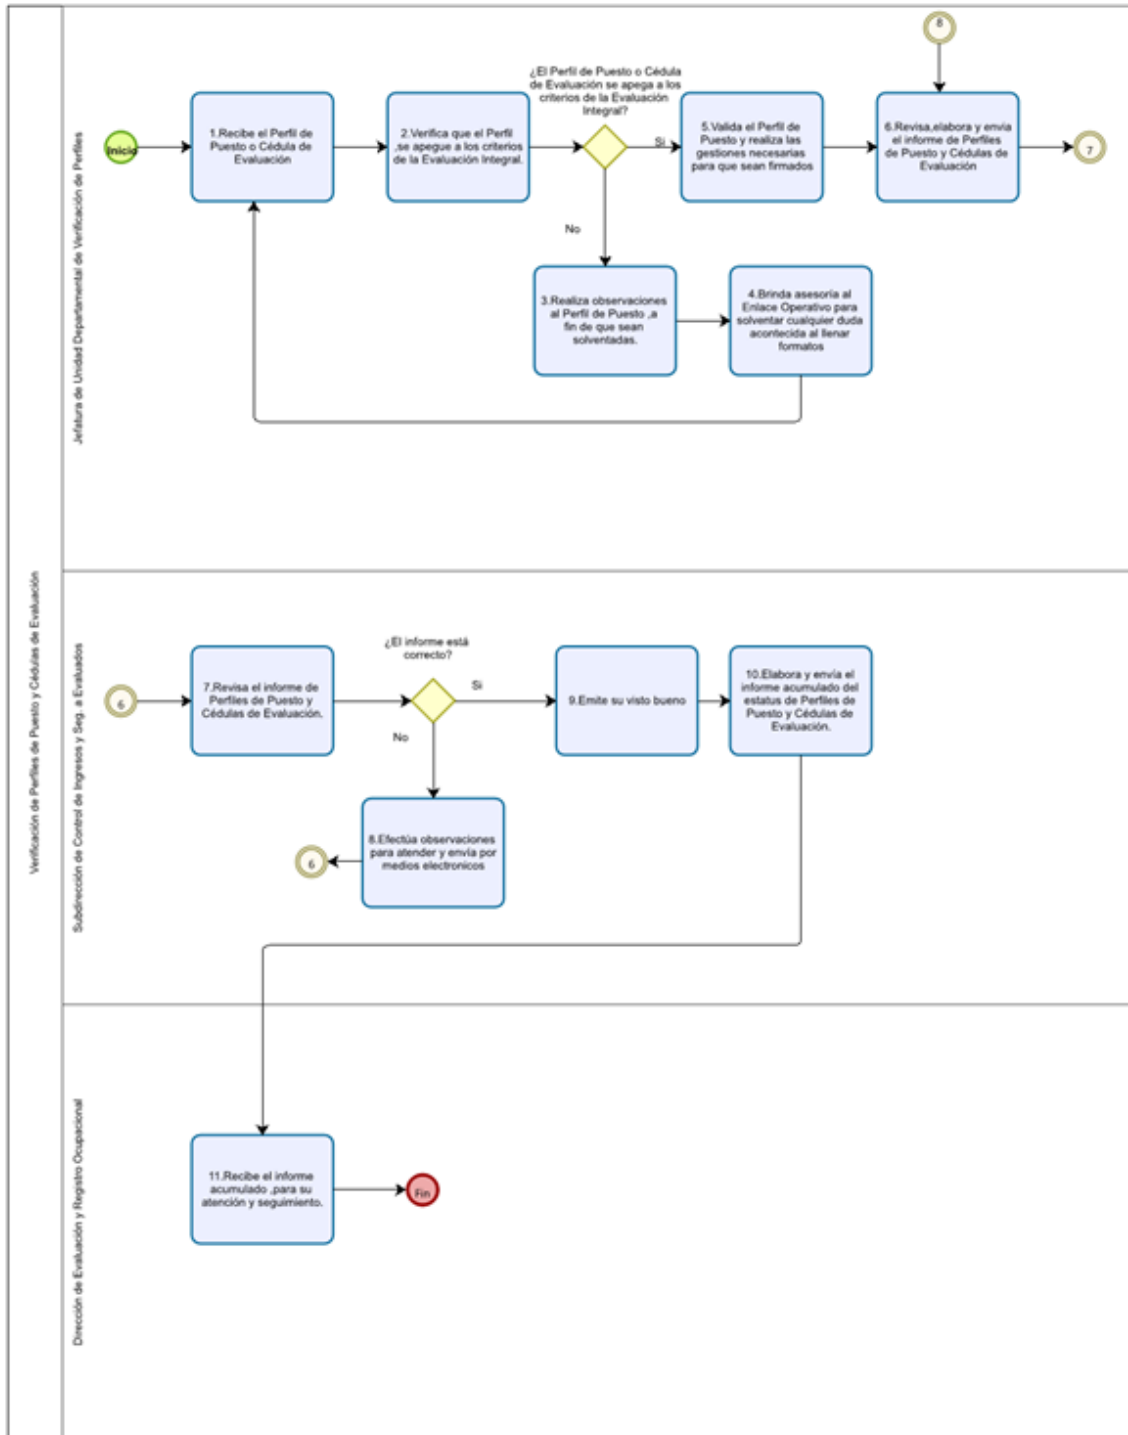 Verificación de Perfiles de Puesto y Cédulas de Evaluación
Jefatura de Unidad Departamental de Verificación de Perfiles
Inicio
1.Recibe el Perfil de
Puesto o Cédula de
Evaluación
2.Verifica que el Perfil
,se apegue a los criterios
de la Evaluación Integral.
¿El Perfil de Puesto o Cédula
de Evaluación se apega a los
criterios de la Evaluación
Integral?
Si
No
5.Valida el Perfil de
Puesto y realiza las
gestiones necesarias
para que sean firmados
8
6.Revisa,elabora y envia
el informe de Perfiles
de Puesto y Cédulas de
Evaluación
7
3.Realiza observaciones
al Perfil de Puesto ,a
fin de que sean
solventadas.
4.Brinda asesoría al
Enlace Operativo para
solventar cualquier duda
acontecida al llenar
formatos
Subdirección de Control de Ingresos y Seg. a Evaluados
6
7.Revisa el informe de
Perfiles de Puesto y
Cédulas de Evaluación.
¿El informe está
correcto?
Si
No
9.Emite su visto bueno
10.Elabora y envía el
informe acumulado del
estatus de Perfiles de
Puesto y Cédulas de
Evaluación.
8.Efectúa observaciones
para atender y envía por
medios electronicos
6
Dirección de Evaluación y Registro Ocupacional
11.Recibe el informe
acumulado ,para su
atención y seguimiento.
Fin